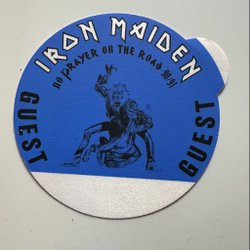 IRON MAIDEN
NO PRAYER ON THE ROAD 90·91
GUEST
GUEST